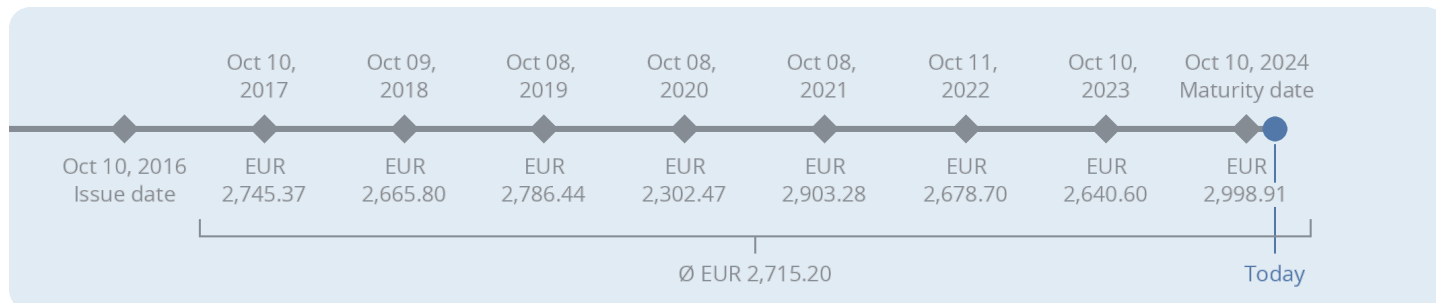 Oct 10,
2017
Oct 09,
2018
Oct 08,
2019
Oct 08,
2020
Oct 08,
2021
Oct 11,
2022
Oct 10,
2023
Oct 10, 2024
Maturity date
Oct 10, 2016
Issue date
EUR
2,745.37
EUR
2,665.80
EUR
2,786.44
EUR
2,302.47
EUR
2,903.28
EUR
2,678.70
EUR
2,640.60
EUR
2,998.91
Ø EUR 2,715.20
Today